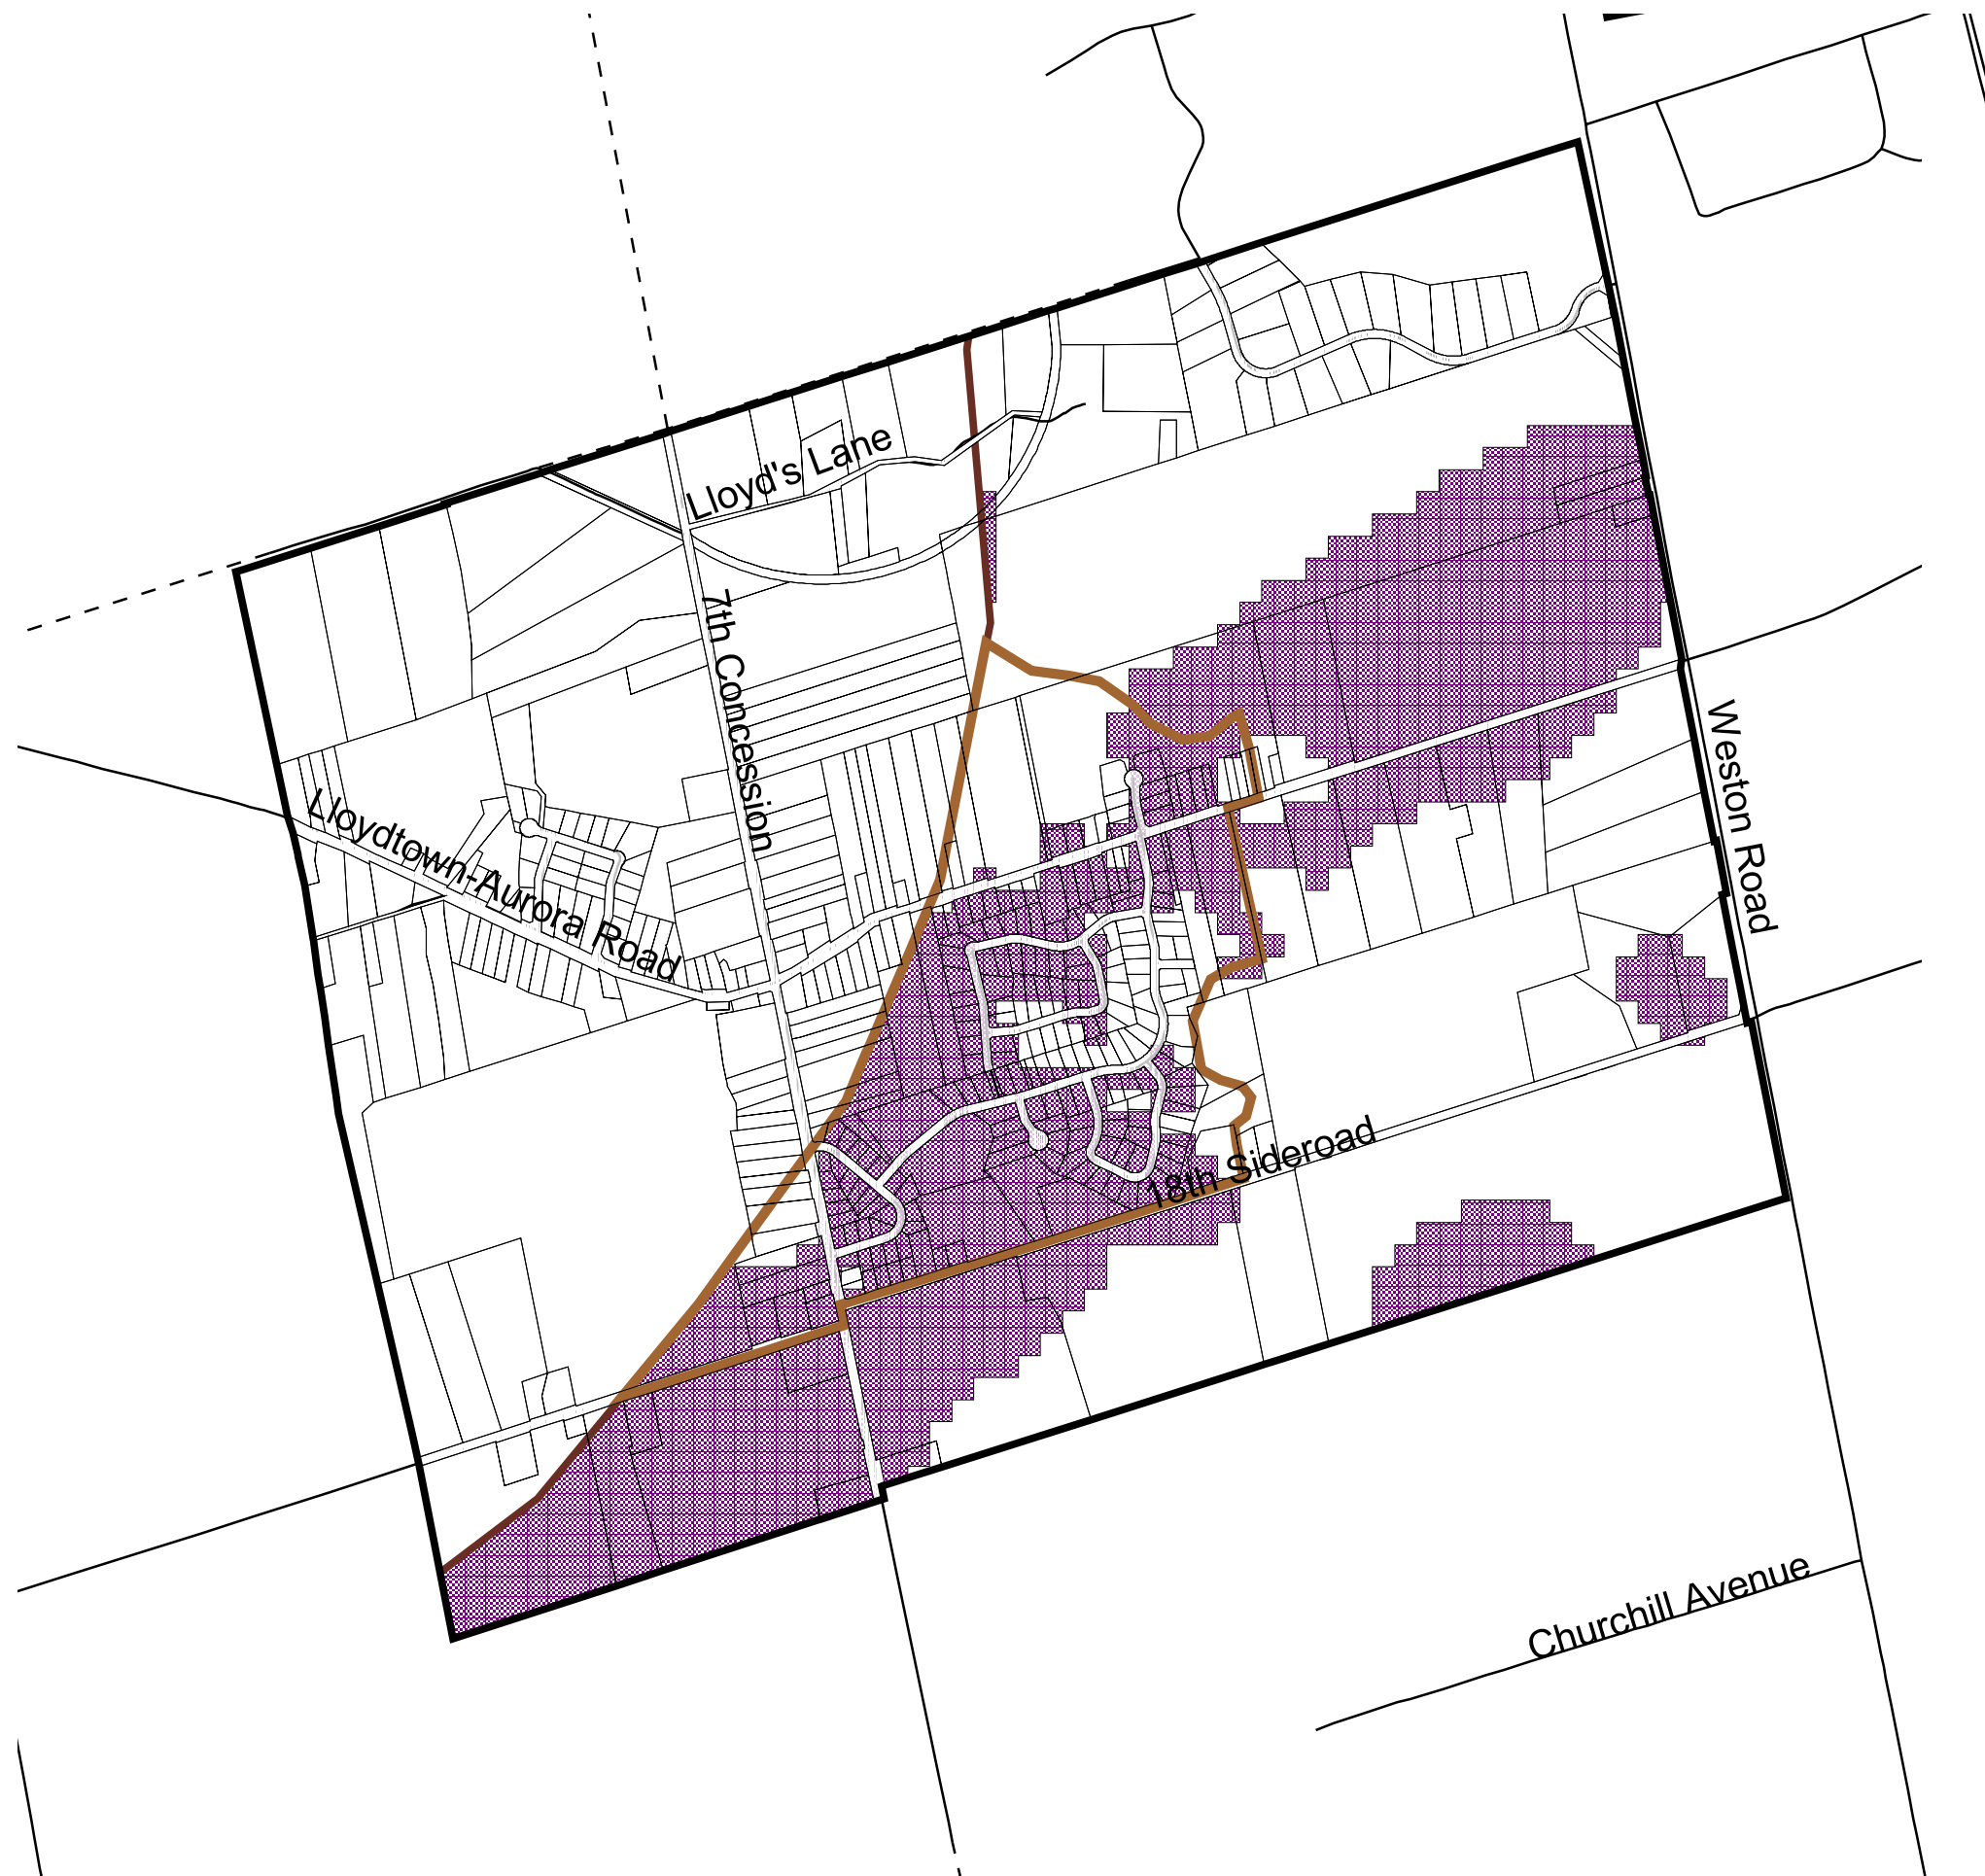 Lloyd's Lane
7th Concession
Weston Road
Lloydtown-Aurora Road
18th Sideroad
Churchill Avenue